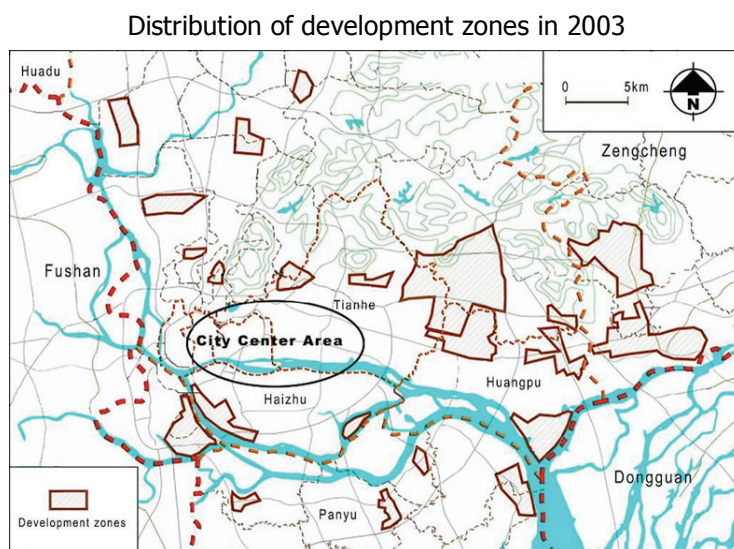 Distribution of development zones in 2003
Huadu
0 5km
N
Zengcheng
Fushan
Tianhe
City Center Area
Haizhu
Huangpu
Dongguan
Panyu
Development zones